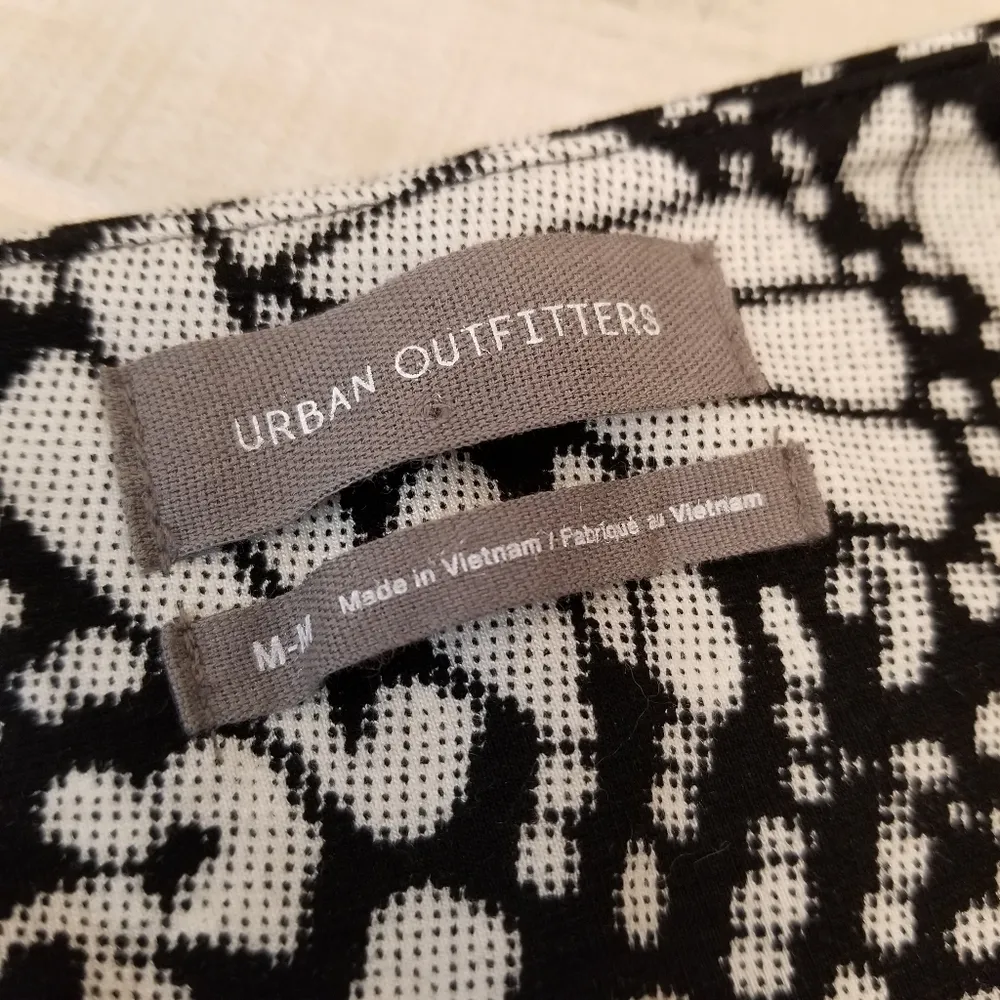 URBAN OUTFITTERS
M-M Made in Vietnam / Fabriqué au Vietnam